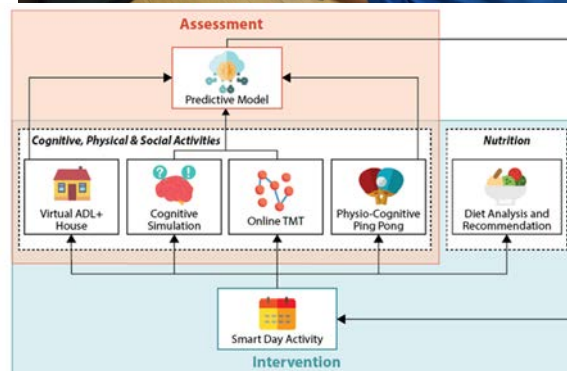 Assessment
Predictive Model
Cognitive, Physical & Social Activities
Nutrition
? !
Virtual ADL+
House
Cognitive
Simulation
Online TMT
Physio-Cognitive
Ping Pong
Diet Analysis and
Recommendation
Smart Day Activity
Intervention